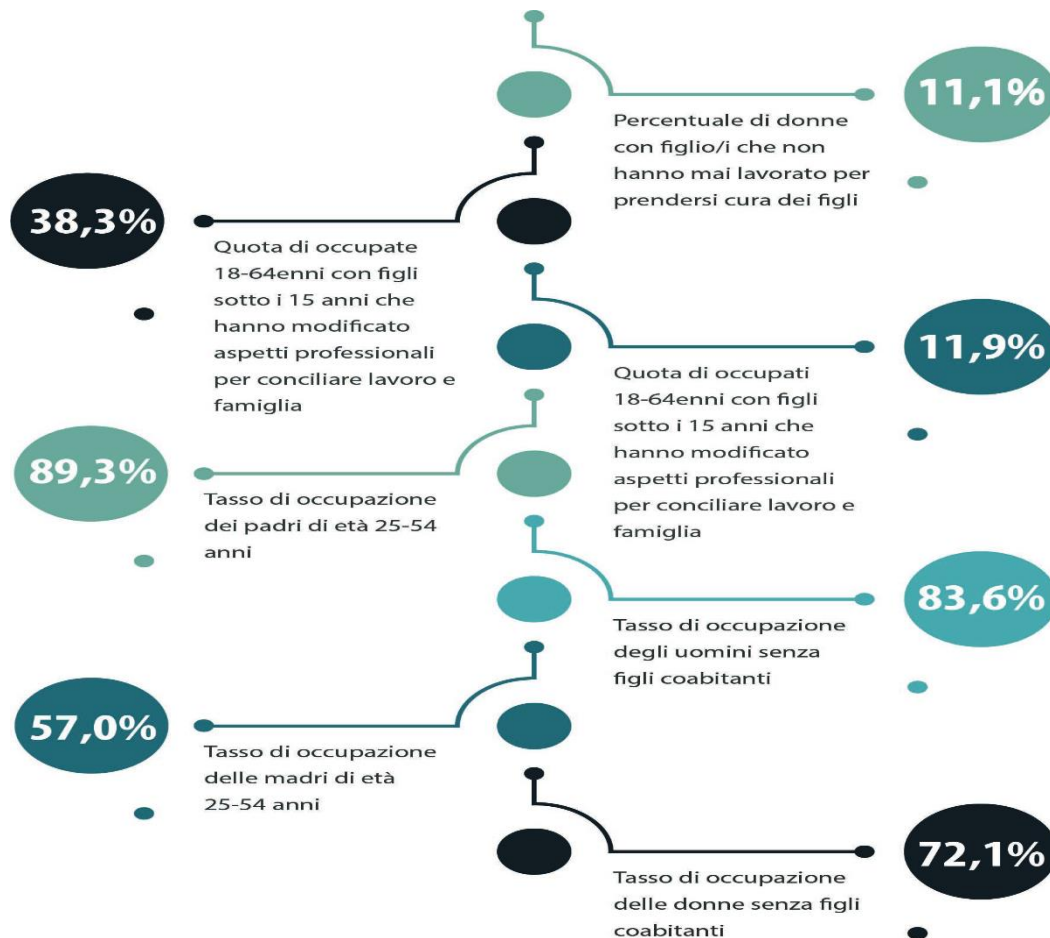 11,1%
Percentuale di donne
con figlio/i che non
hanno mai lavorato per
prendersi cura dei figli
38,3%
Quota di occupate
18-64enni con figli
sotto i 15 anni che
hanno modificato
aspetti professionali
per conciliare lavoro e
famiglia
11,9%
Quota di occupati
18-64enni con figli
sotto i 15 anni che
hanno modificato
aspetti professionali
per conciliare lavoro e
famiglia
89,3%
Tasso di occupazione
dei padri di età 25-54
anni
83,6%
Tasso di occupazione
degli uomini senza
figli coabitanti
57,0%
Tasso di occupazione
delle madri di età
25-54 anni
72,1%
Tasso di occupazione
delle donne senza figli
coabitanti